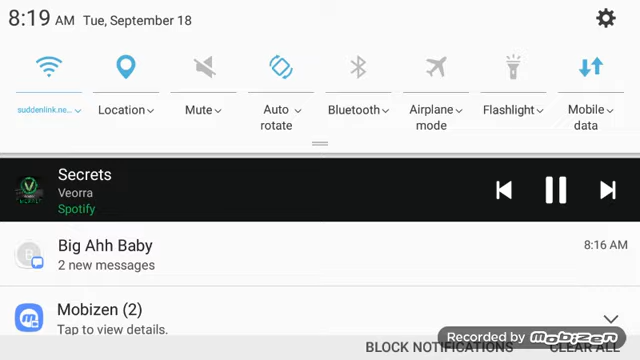 8:19 AM Tue, September 18
suddenlink.ne... Location Mute Auto rotate Bluetooth Airplane mode Flashlight Mobile data
Secrets
Veorra
Spotify
Big Ahh Baby 8:16 AM
2 new messages
Mobizen (2)
Tap to view details.
BLOCK NOTIFICATIONS CLEAR ALL
Recorded by Mobizen